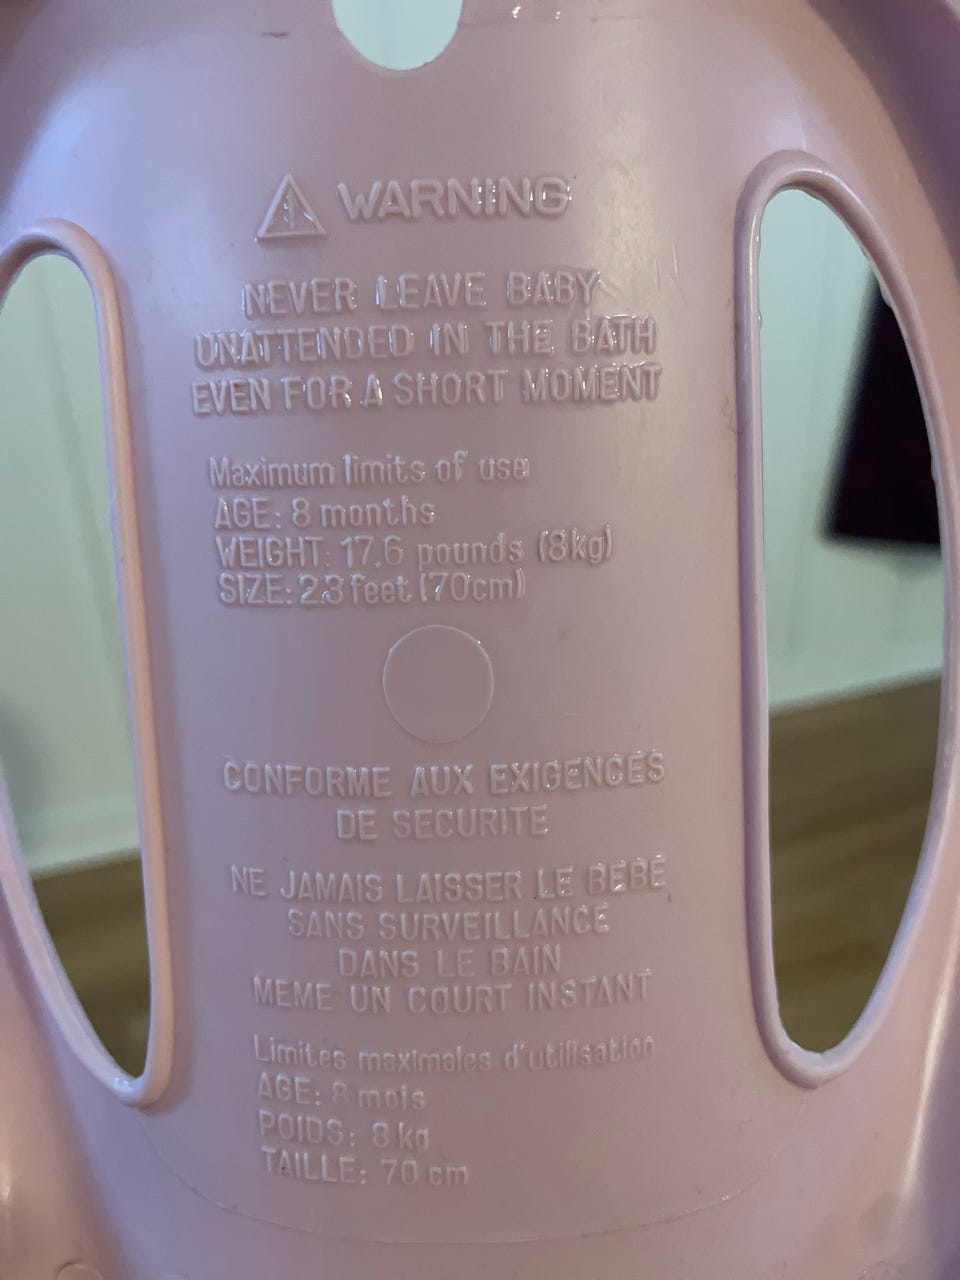 WARNING
NEVER LEAVE BABY
UNATTENDED IN THE BATH
EVEN FOR A SHORT MOMENT
Maximum limits of use
AGE: 8 months
WEIGHT: 17.6 pounds (8kg)
SIZE: 2.3 feet (70cm)
CONFORME AUX EXIGENCES
DE SECURITE
NE JAMAIS LAISSER LE BEBE
SANS SURVEILLANCE
DANS LE BAIN
MEME UN COURT INSTANT
Limites maximales d'utilisation
AGE: 8 mois
POIDS: 8 kg
TAILLE: 70 cm